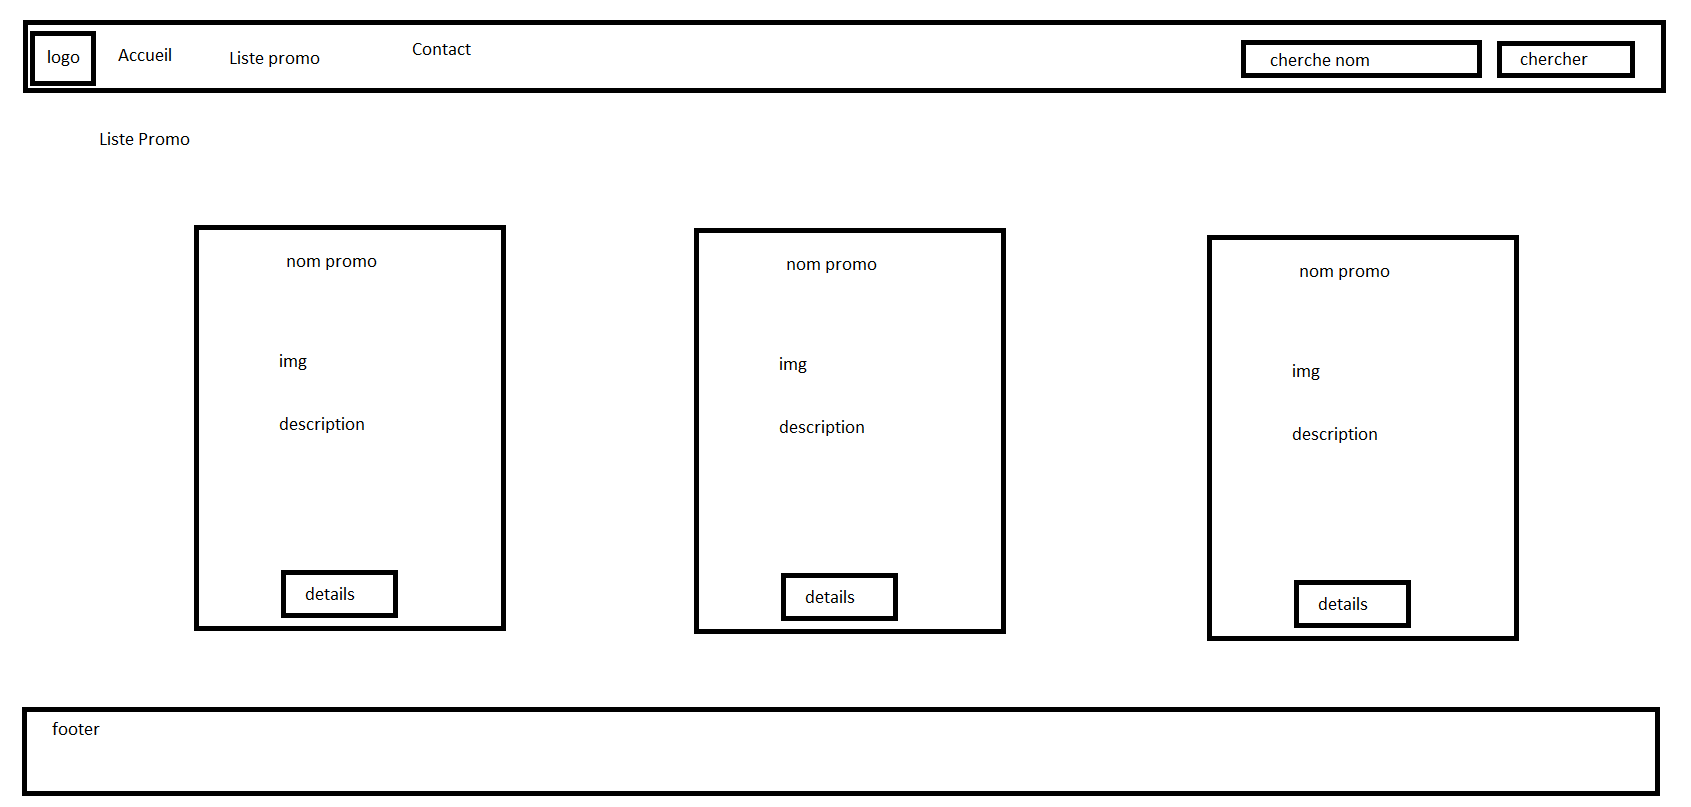 logo
Accueil
Liste promo
Contact
cherche nom
chercher
Liste Promo
nom promo
img
description
details
nom promo
img
description
details
nom promo
img
description
details
footer